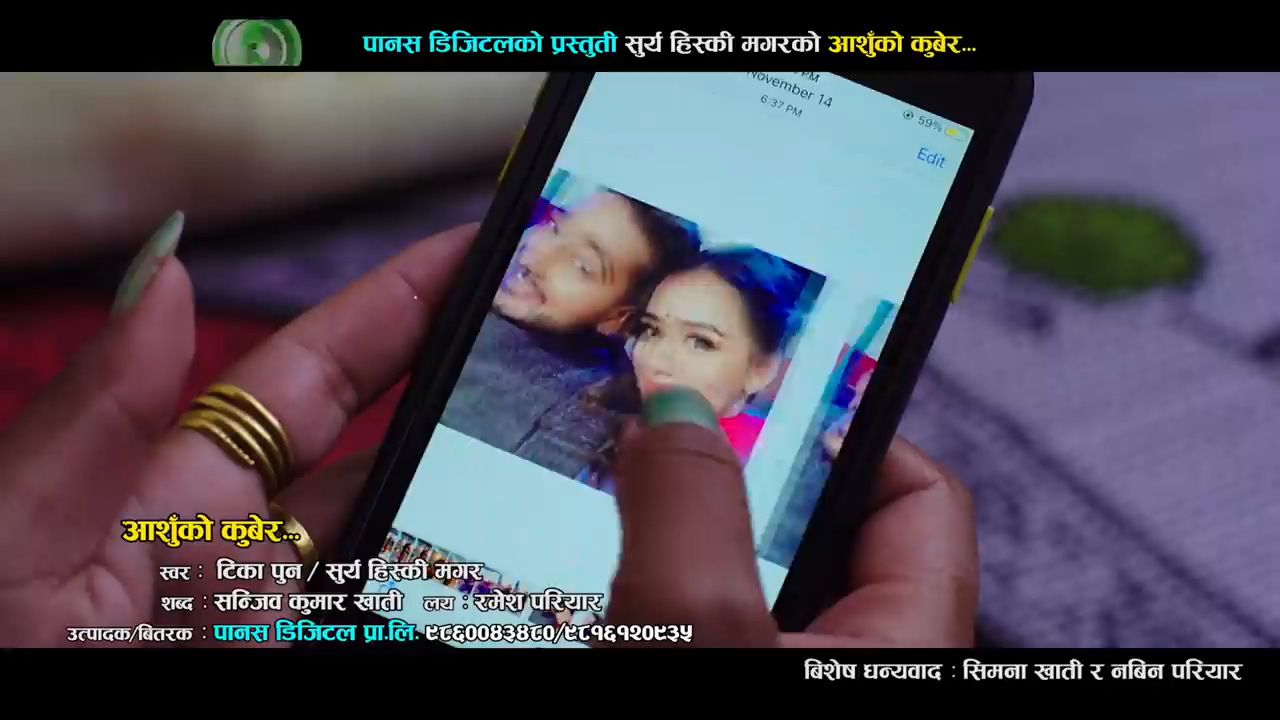 पानस डिजिटलको प्रस्तुती सुर्य हिस्की मगरको आशुँको कुबेर...
November 14
6:37 PM
59%
Edit
आशुँको कुबेर...
स्वर : टिका पुन / सुर्य हिस्की मगर
शब्द : सन्जिव कुमार खाती लय : रमेश परियार
उत्पादक/बितरक : पानस डिजिटल प्रा.लि. ९८६००४३४८०/९८१६१२०९३५
बिशेष धन्यवाद : सिमना खाती र नबिन परियार